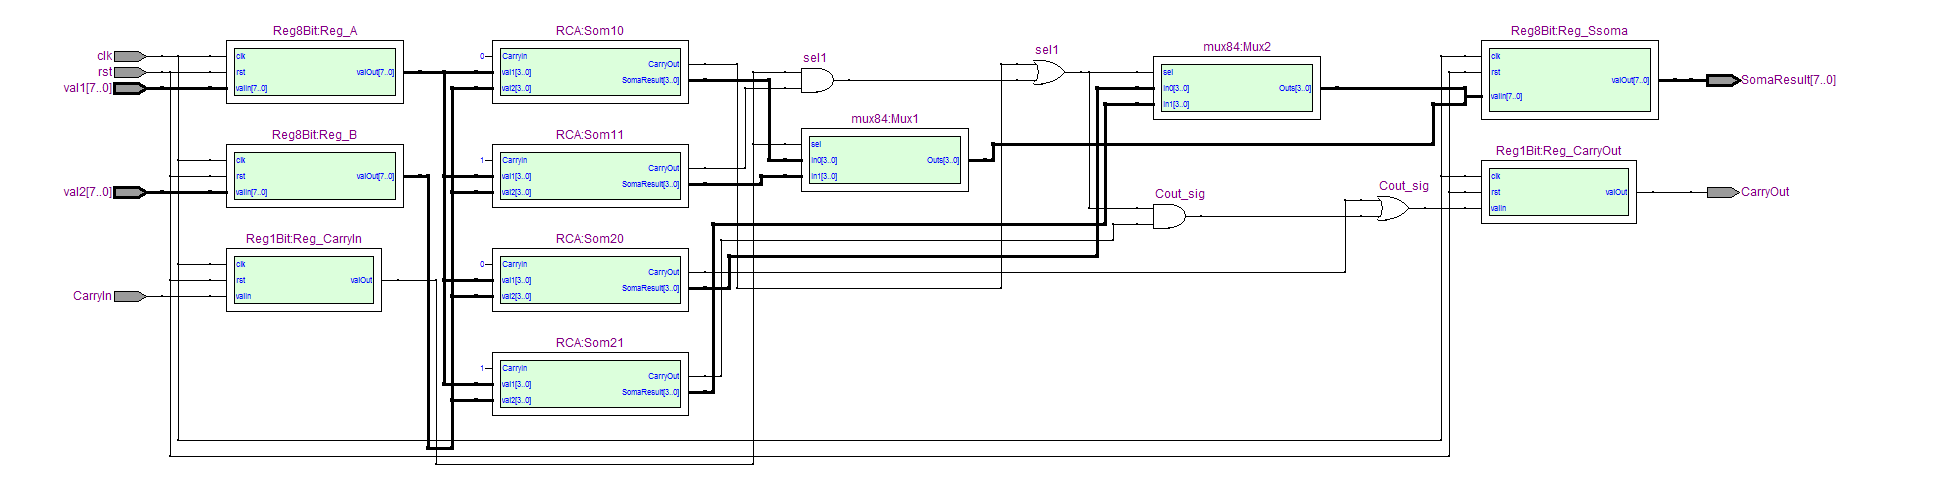 clk
rst
val1[7..0]
val2[7..0]
CarryIn
Reg8Bit:Reg_A
clk
rst
valIn[7..0]
valOut[7..0]
Reg8Bit:Reg_B
clk
rst
valIn[7..0]
valOut[7..0]
Reg1Bit:Reg_CarryIn
clk
rst
valIn
valOut
RCA:Som10
0
CarryIn
val1[3..0]
val2[3..0]
CarryOut
SomaResult[3..0]
RCA:Som11
1
CarryIn
val1[3..0]
val2[3..0]
CarryOut
SomaResult[3..0]
RCA:Som20
0
CarryIn
val1[3..0]
val2[3..0]
CarryOut
SomaResult[3..0]
RCA:Som21
1
CarryIn
val1[3..0]
val2[3..0]
CarryOut
SomaResult[3..0]
sel1
mux84:Mux1
sel
In0[3..0]
In1[3..0]
Outs[3..0]
sel1
mux84:Mux2
sel
In0[3..0]
In1[3..0]
Outs[3..0]
Cout_sig
Cout_sig
Reg8Bit:Reg_Ssoma
clk
rst
valIn[7..0]
valOut[7..0]
SomaResult[7..0]
Reg1Bit:Reg_CarryOut
clk
rst
valIn
valOut
CarryOut